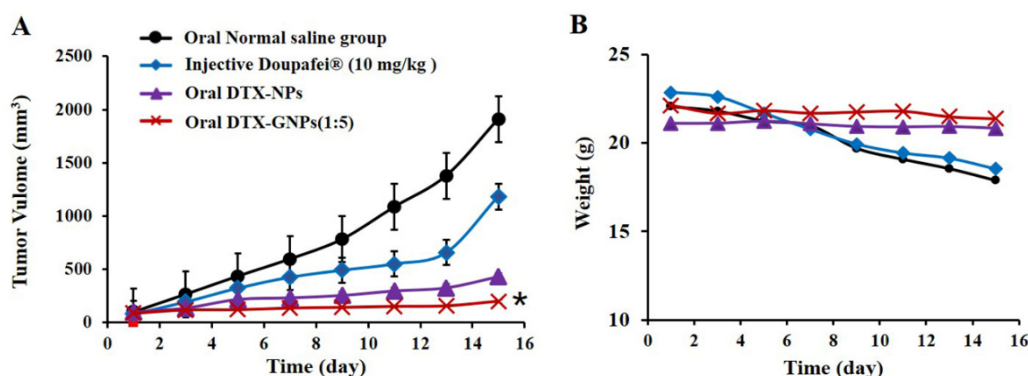 A
Oral Normal saline group
Injective Doupafei® (10 mg/kg )
Oral DTX-NPs
Oral DTX-GNPs(1:5)
Tumor Vulome (mm³)
2500
2000
1500
1000
500
0
0 2 4 6 8 10 12 14 16
Time (day)
*
B
Weight (g)
25
20
15
10
0 2 4 6 8 10 12 14 16
Time (day)